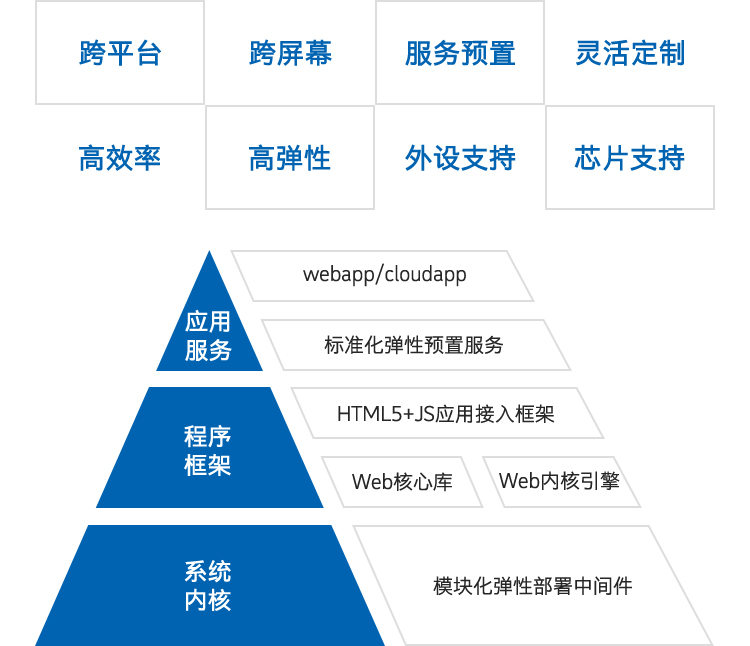 跨平台
跨屏幕
服务预置
灵活定制
高效率
高弹性
外设支持
芯片支持
webapp/cloudapp
应用
服务
标准化弹性预置服务
HTML5+JS应用接入框架
程序
框架
Web核心库
Web内核引擎
系统
内核
模块化弹性部署中间件